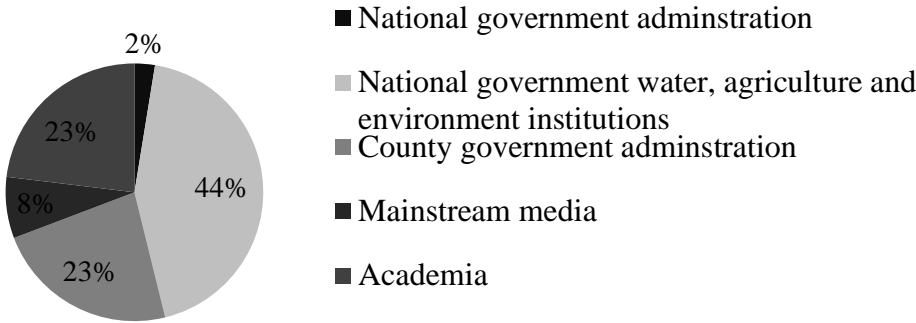 National government adminstration
2%
National government water, agriculture and
environment institutions
23%
County government adminstration
44%
8%
Mainstream media
23%
Academia